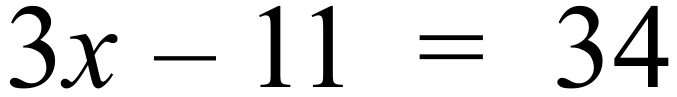 3x − 11 = 34